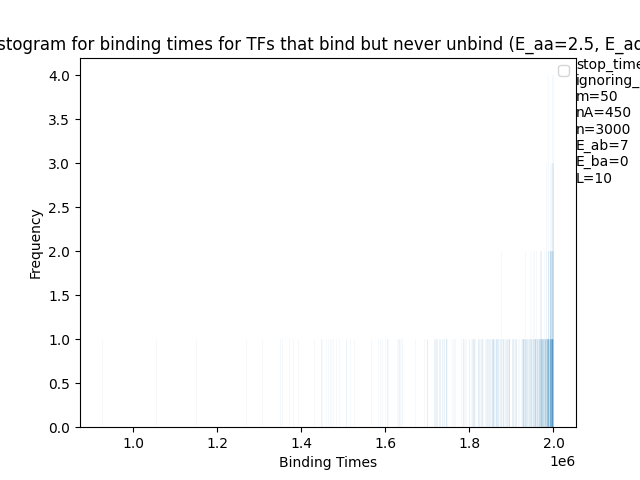 stogram for binding times for TFs that bind but never unbind (E_aa=2.5, E_ad
stop_time
ignoring_
m=50
nA=450
n=3000
E_ab=7
E_ba=0
L=10
4.0
3.5
3.0
2.5
2.0
1.5
1.0
0.5
0.0
Frequency
1.0 1.2 1.4 1.6 1.8 2.0
1e6
Binding Times